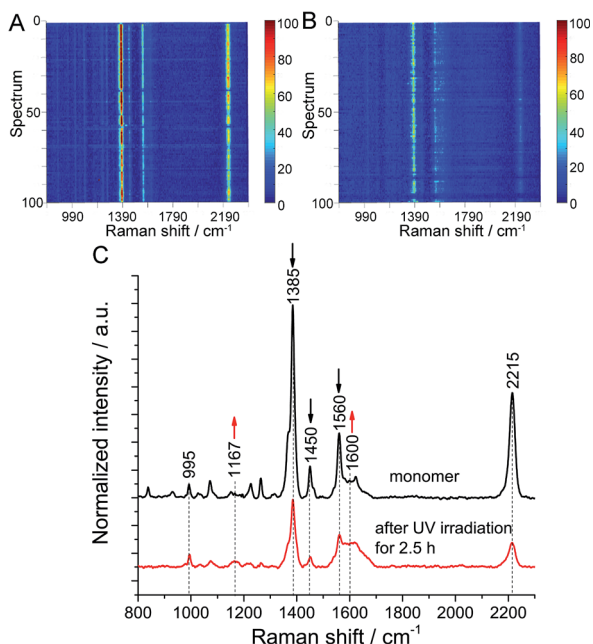 A
B
0
50
100
Spectrum
990 1390 1790 2190
Raman shift / cm-1
100
80
60
40
20
0
0
50
100
Spectrum
990 1390 1790 2190
Raman shift / cm-1
100
80
60
40
20
0
C
Normalized intensity / a.u.
995
1167
1385
1450
1560
1600
2215
monomer
after UV irradiation
for 2.5 h
800 1000 1200 1400 1600 1800 2000 2200
Raman shift / cm-1